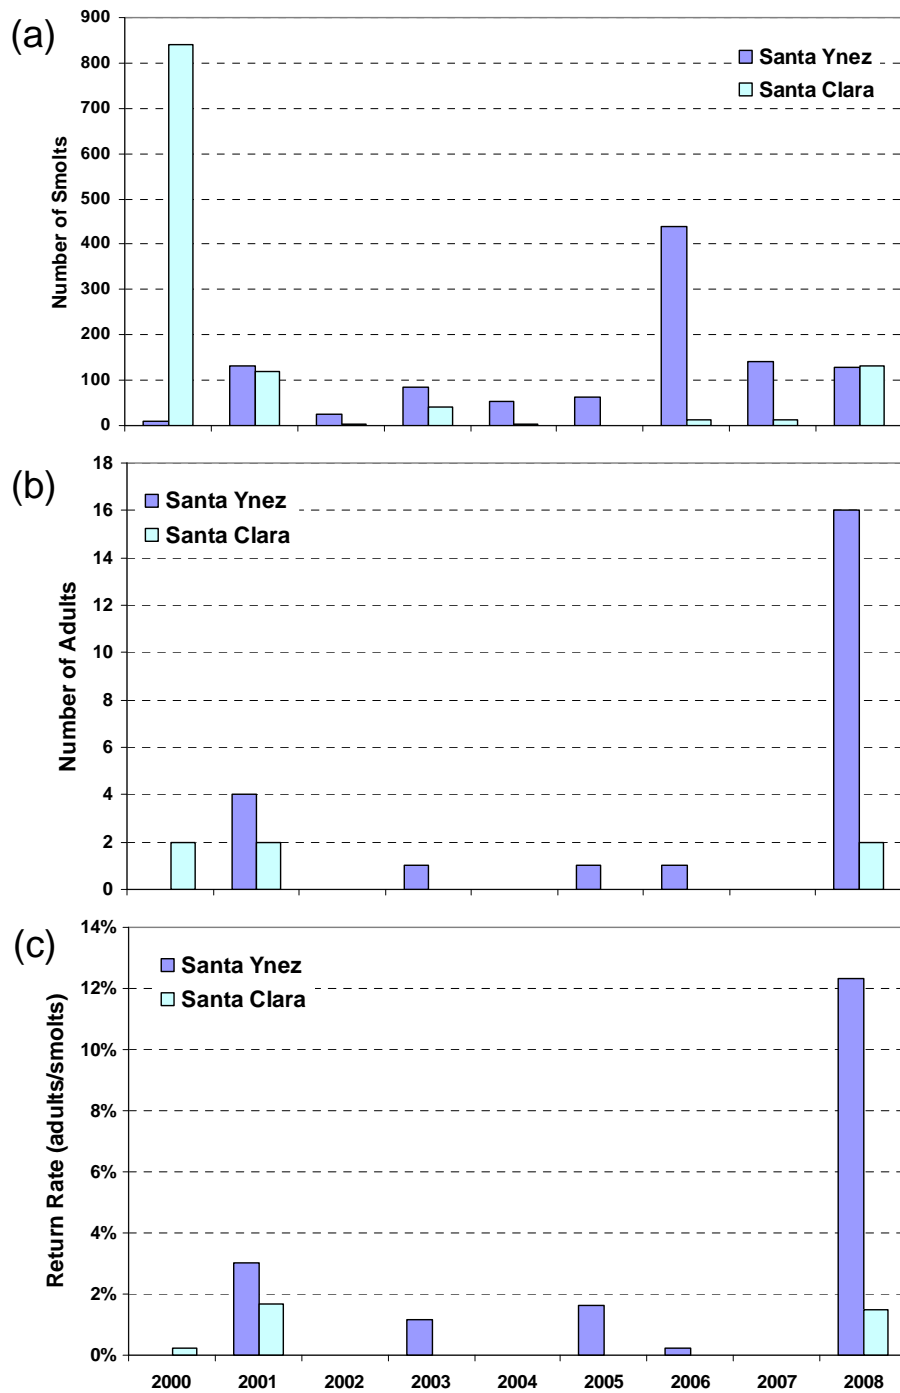 (a)
Number of Smolts
900
800
700
600
500
400
300
200
100
0
Santa Ynez
Santa Clara
(b)
Number of Adults
18
16
14
12
10
8
6
4
2
0
Santa Ynez
Santa Clara
(c)
Return Rate (adults/smolts)
14%
12%
10%
8%
6%
4%
2%
0%
Santa Ynez
Santa Clara
2000 2001 2002 2003 2004 2005 2006 2007 2008